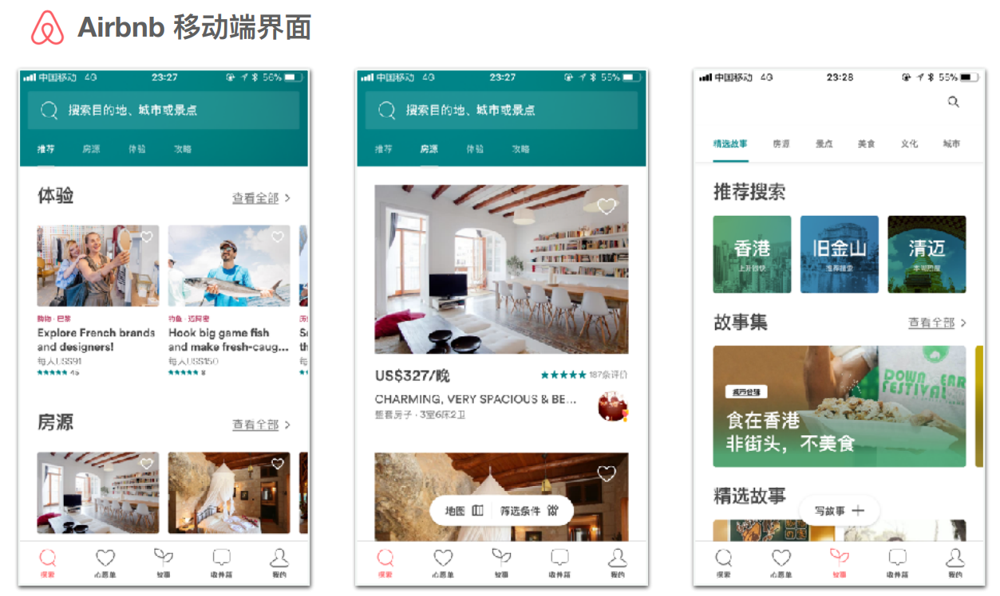 Airbnb 移动端界面
中国移动 4G 23:27 56%
搜索目的地、城市或景点
推荐 房源 体验 攻略
体验 查看全部
购物 · 巴黎
Explore French brands
and designers!
每人US$91
45
钓鱼 · 迈阿密
Hook big game fish
and make fresh-caug...
每人US$150
8
房源 查看全部
探索 心愿单 故事 收件箱 我的
中国移动 4G 23:27 55%
搜索目的地、城市或景点
推荐 房源 体验 攻略
US$327/晚 187条评价
CHARMING, VERY SPACIOUS & BE...
整套房子 · 3室6床2卫
地图 筛选条件
探索 心愿单 故事 收件箱 我的
中国移动 4G 23:28 55%
精选故事 房源 景点 美食 文化 城市
推荐搜索
香港
旧金山
推荐搜索
清迈
故事集 查看全部
DOWN EAR
FESTIVAL
食在香港
非街头，不美食
精选故事
写故事
探索 心愿单 故事 收件箱 我的